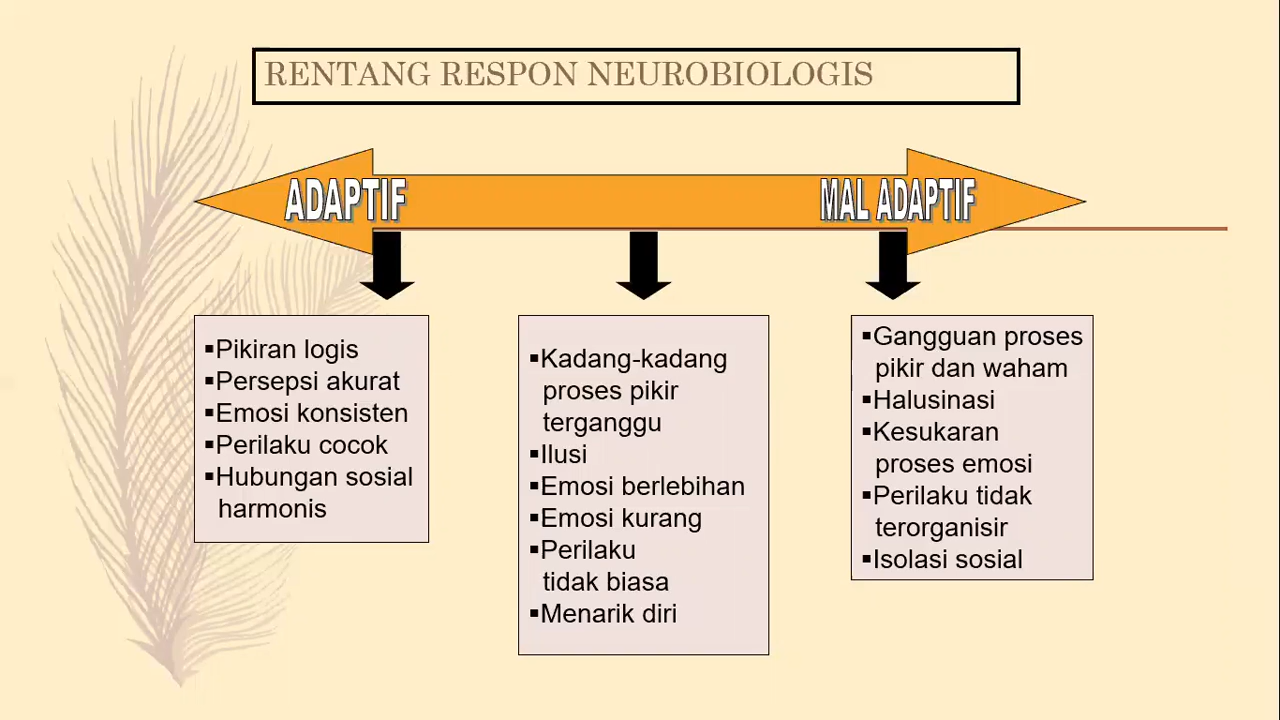 RENTANG RESPON NEUROBIOLOGIS
ADAPTIF
MAL ADAPTIF
▪Pikiran logis
▪Persepsi akurat
▪Emosi konsisten
▪Perilaku cocok
▪Hubungan sosial
harmonis
▪Kadang-kadang
proses pikir
terganggu
▪Ilusi
▪Emosi berlebihan
▪Emosi kurang
▪Perilaku
tidak biasa
▪Menarik diri
▪Gangguan proses
pikir dan waham
▪Halusinasi
▪Kesukaran
proses emosi
▪Perilaku tidak
terorganisir
▪Isolasi sosial